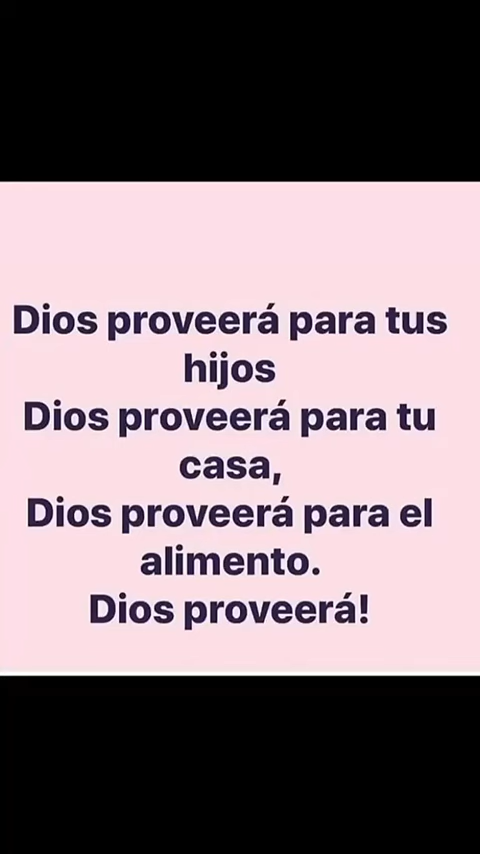 Dios proveerá para tus
hijos
Dios proveerá para tu
casa,
Dios proveerá para el
alimento.
Dios proveerá!